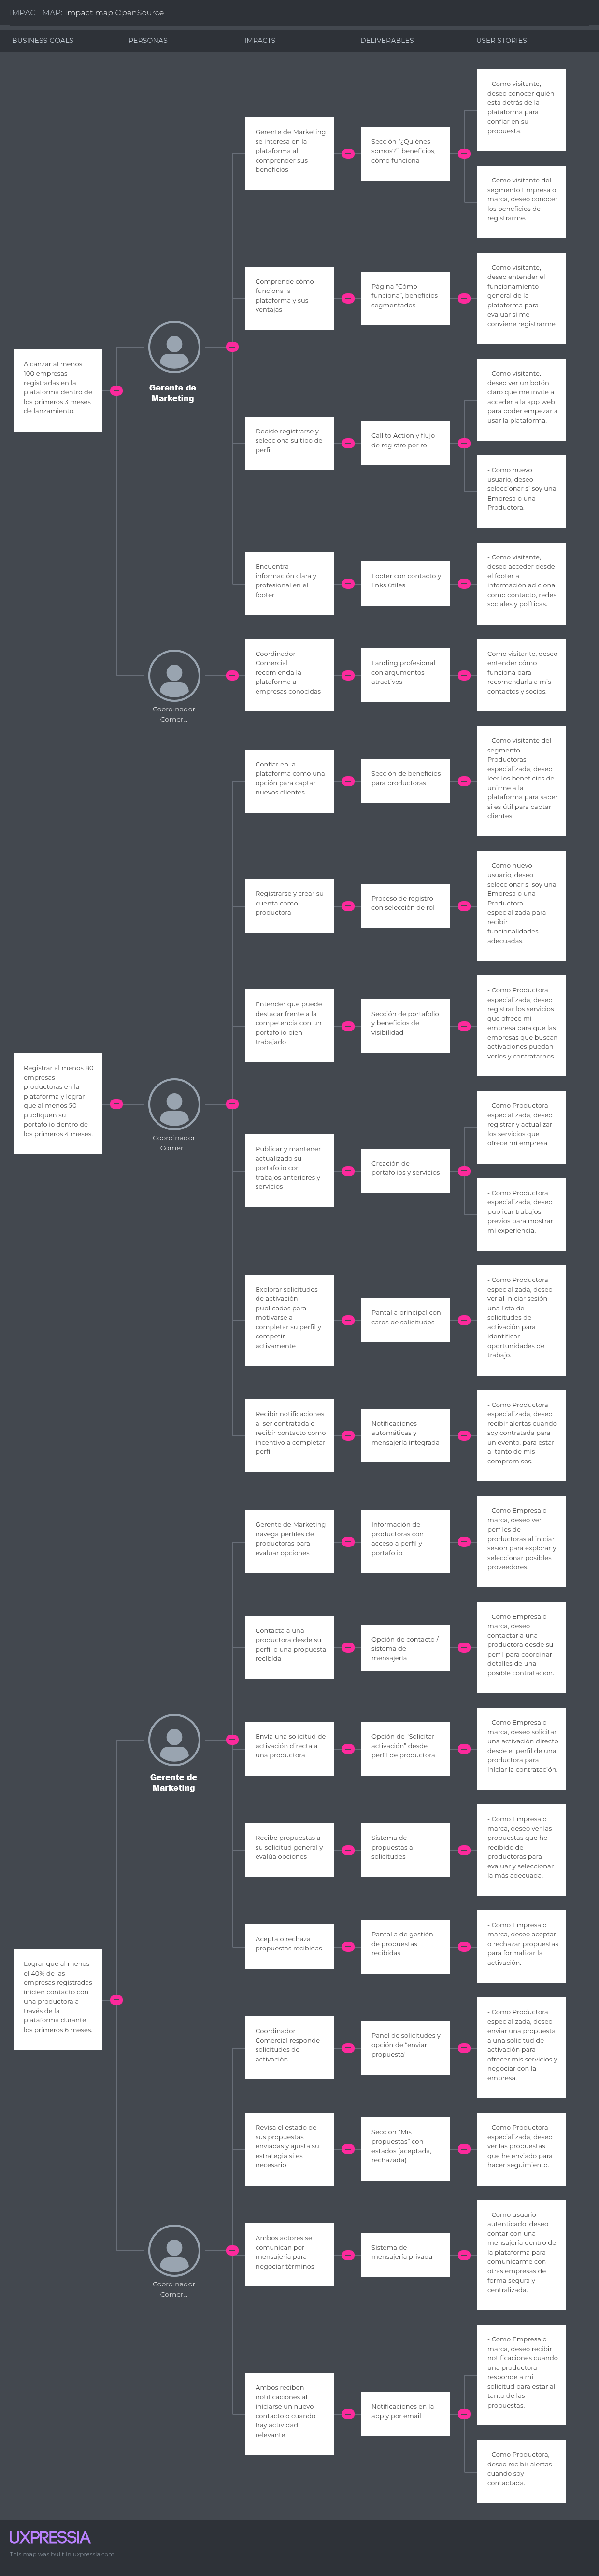 IMPACT MAP: Impact map OpenSource
BUSINESS GOALS
PERSONAS
IMPACTS
DELIVERABLES
USER STORIES
Alcanzar al menos
100 empresas
registradas en la
plataforma dentro de
los primeros 3 meses
de lanzamiento.
Gerente de
Marketing
Gerente de Marketing
se interesa en la
plataforma al
comprender sus
beneficios
Sección "¿Quiénes
somos?", beneficios,
cómo funciona
- Como visitante,
deseo conocer quién
está detrás de la
plataforma para
confiar en su
propuesta.
- Como visitante del
segmento Empresa o
marca, deseo conocer
los beneficios de
registrarme.
Comprende cómo
funciona la
plataforma y sus
ventajas
Página "Cómo
funciona", beneficios
segmentados
- Como visitante,
deseo entender el
funcionamiento
general de la
plataforma para
evaluar si me
conviene registrarme.
Decide registrarse y
selecciona su tipo de
perfil
Call to Action y flujo
de registro por rol
- Como visitante,
deseo ver un botón
claro que me invite a
acceder a la app web
para poder empezar a
usar la plataforma.
- Como nuevo
usuario, deseo
seleccionar si soy una
Empresa o una
Productora.
Encuentra
información clara y
profesional en el
footer
Footer con contacto y
links útiles
- Como visitante,
deseo acceder desde
el footer a
información adicional
como contacto, redes
sociales y políticas.
Coordinador
Comer...
Coordinador
Comercial
recomienda la
plataforma a
empresas conocidas
Landing profesional
con argumentos
atractivos
Como visitante, deseo
entender cómo
funciona para
recomendarla a mis
contactos y socios.
Registrar al menos 80
empresas
productoras en la
plataforma y lograr
que al menos 50
publiquen su
portafolio dentro de
los primeros 4 meses.
Coordinador
Comer...
Confiar en la
plataforma como una
opción para captar
nuevos clientes
Sección de beneficios
para productoras
- Como visitante del
segmento
Productoras
especializada, deseo
leer los beneficios de
unirme a la
plataforma para saber
si es útil para captar
clientes.
Registrarse y crear su
cuenta como
productora
Proceso de registro
con selección de rol
- Como nuevo
usuario, deseo
seleccionar si soy una
Empresa o una
Productora
especializada para
recibir
funcionalidades
adecuadas.
Entender que puede
destacar frente a la
competencia con un
portafolio bien
trabajado
Sección de portafolio
y beneficios de
visibilidad
- Como Productora
especializada, deseo
registrar los servicios
que ofrece mi
empresa para que las
empresas que buscan
activaciones puedan
verlos y contratarnos.
Publicar y mantener
actualizado su
portafolio con
trabajos anteriores y
servicios
Creación de
portafolios y servicios
- Como Productora
especializada, deseo
registrar y actualizar
los servicios que
ofrece mi empresa
- Como Productora
especializada, deseo
publicar trabajos
previos para mostrar
mi experiencia.
Explorar solicitudes
de activación
publicadas para
motivarse a
completar su perfil y
competir
activamente
Pantalla principal con
cards de solicitudes
- Como Productora
especializada, deseo
ver al iniciar sesión
una lista de
solicitudes de
activación para
identificar
oportunidades de
trabajo.
Recibir notificaciones
al ser contratada o
recibir contacto como
incentivo a completar
perfil
Notificaciones
automáticas y
mensajería integrada
- Como Productora
especializada, deseo
recibir alertas cuando
soy contratada para
un evento, para estar
al tanto de mis
compromisos.
Lograr que al menos
el 40% de las
empresas registradas
inicien contacto con
una productora a
través de la
plataforma durante
los primeros 6 meses.
Gerente de
Marketing
Gerente de Marketing
navega perfiles de
productoras para
evaluar opciones
Información de
productoras con
acceso a perfil y
portafolio
- Como Empresa o
marca, deseo ver
perfiles de
productoras al iniciar
sesión para explorar y
seleccionar posibles
proveedores.
Contacta a una
productora desde su
perfil o una propuesta
recibida
Opción de contacto /
sistema de
mensajería
- Como Empresa o
marca, deseo
contactar a una
productora desde su
perfil para coordinar
detalles de una
posible contratación.
Envía una solicitud de
activación directa a
una productora
Opción de "Solicitar
activación" desde
perfil de productora
- Como Empresa o
marca, deseo solicitar
una activación directo
desde el perfil de una
productora para
iniciar la contratación.
Recibe propuestas a
su solicitud general y
evalúa opciones
Sistema de
propuestas a
solicitudes
- Como Empresa o
marca, deseo ver las
propuestas que he
recibido de
productoras para
evaluar y seleccionar
la más adecuada.
Acepta o rechaza
propuestas recibidas
Pantalla de gestión
de propuestas
recibidas
- Como Empresa o
marca, deseo aceptar
o rechazar propuestas
para formalizar la
activación.
Coordinador
Comer...
Coordinador
Comercial responde
solicitudes de
activación
Panel de solicitudes y
opción de "enviar
propuesta"
- Como Productora
especializada, deseo
enviar una propuesta
a una solicitud de
activación para
ofrecer mis servicios y
negociar con la
empresa.
Revisa el estado de
sus propuestas
enviadas y ajusta su
estrategia si es
necesario
Sección "Mis
propuestas" con
estados (aceptada,
rechazada)
- Como Productora
especializada, deseo
ver las propuestas
que he enviado para
hacer seguimiento.
Ambos actores se
comunican por
mensajería para
negociar términos
Sistema de
mensajería privada
- Como usuario
autenticado, deseo
contar con una
mensajería dentro de
la plataforma para
comunicarme con
otras empresas de
forma segura y
centralizada.
Ambos reciben
notificaciones al
iniciarse un nuevo
contacto o cuando
hay actividad
relevante
Notificaciones en la
app y por email
- Como Empresa o
marca, deseo recibir
notificaciones cuando
una productora
responde a mi
solicitud para estar al
tanto de las
propuestas.
- Como Productora,
deseo recibir alertas
cuando soy
contactada.
UXPRESSIA
This map was built in uxpressia.com